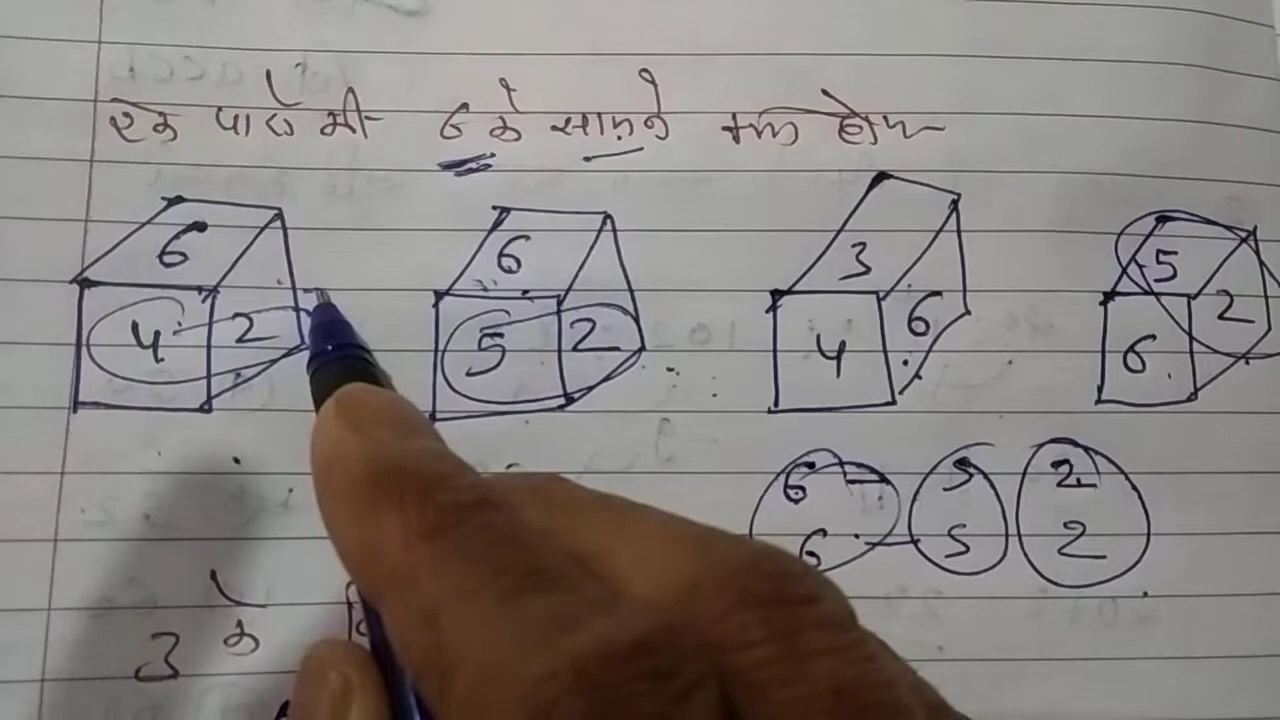 एक पासे की 6 के सामने क्या होगा
6 6 3 5
4 2 5 2 4 6 6 2
6 5 2
6 5 2
3 के